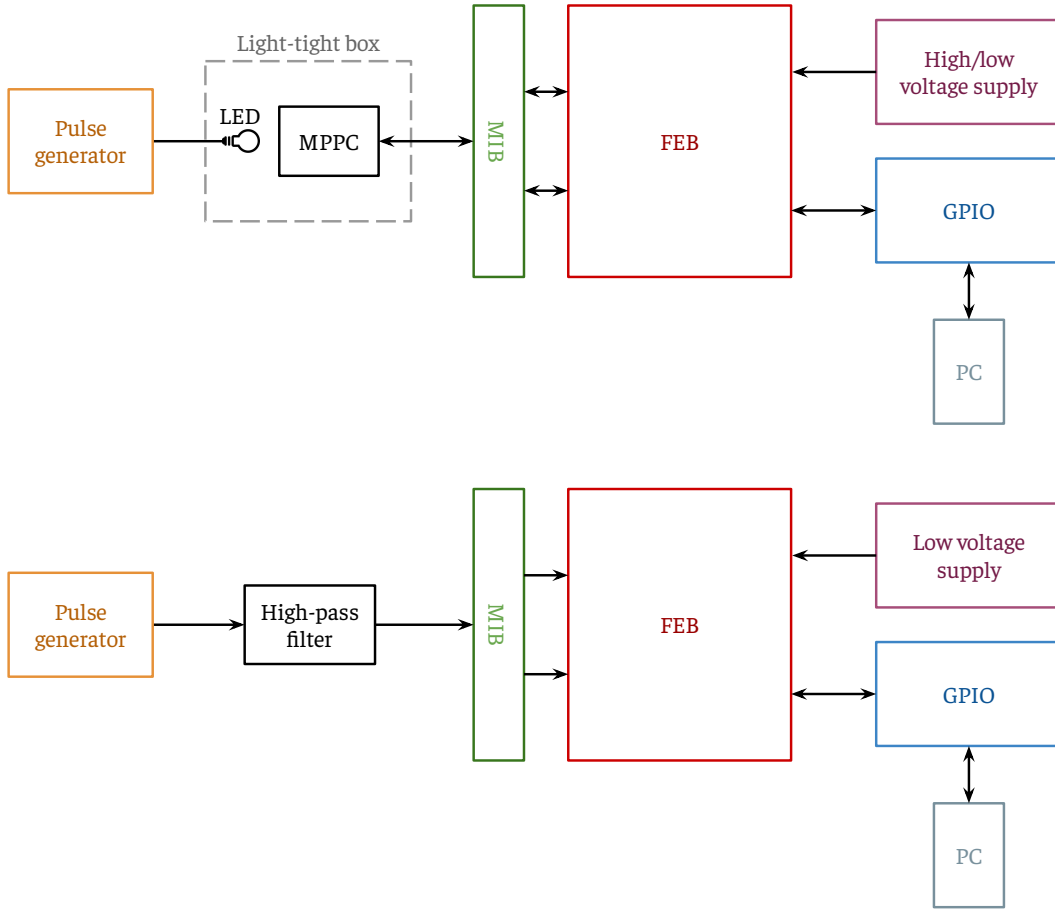 Light-tight box
Pulse
generator
LED
MPPC
MIB
FEB
High/low
voltage supply
GPIO
PC
Pulse
generator
High-pass
filter
MIB
FEB
Low voltage
supply
GPIO
PC